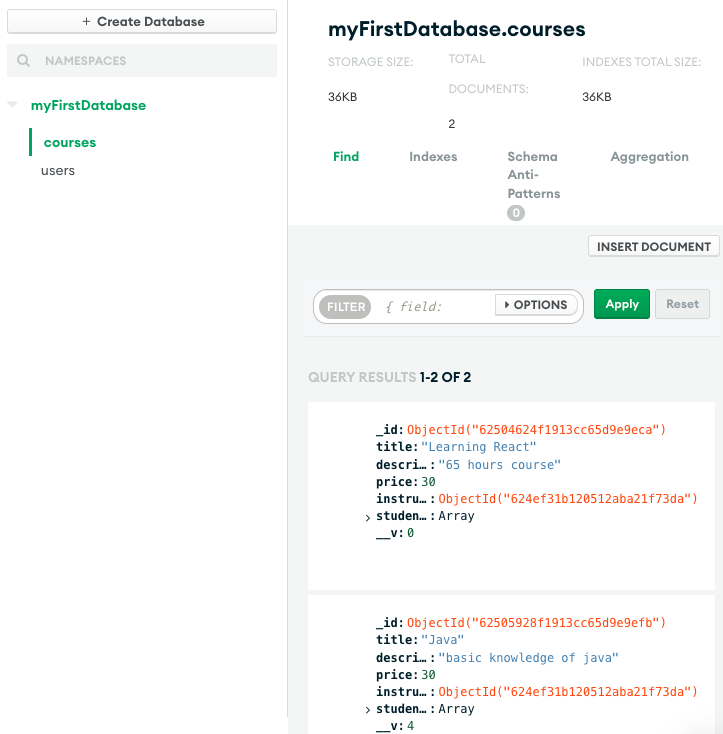 + Create Database
NAMESPACES
myFirstDatabase
courses
users
myFirstDatabase.courses
STORAGE SIZE:
36KB
TOTAL
DOCUMENTS:
2
INDEXES TOTAL SIZE:
36KB
Find
Indexes
Schema
Anti-
Patterns
0
Aggregation
INSERT DOCUMENT
FILTER { field: OPTIONS Apply Reset
QUERY RESULTS 1-2 OF 2
_id: ObjectId("62504624f1913cc65d9e9eca")
title: "Learning React"
descri… : "65 hours course"
price: 30
instru… : ObjectId("624ef31b120512aba21f73da")
studen… : Array
__v: 0
_id: ObjectId("62505928f1913cc65d9e9efb")
title: "Java"
descri… : "basic knowledge of java"
price: 30
instru… : ObjectId("624ef31b120512aba21f73da")
studen… : Array
__v: 4